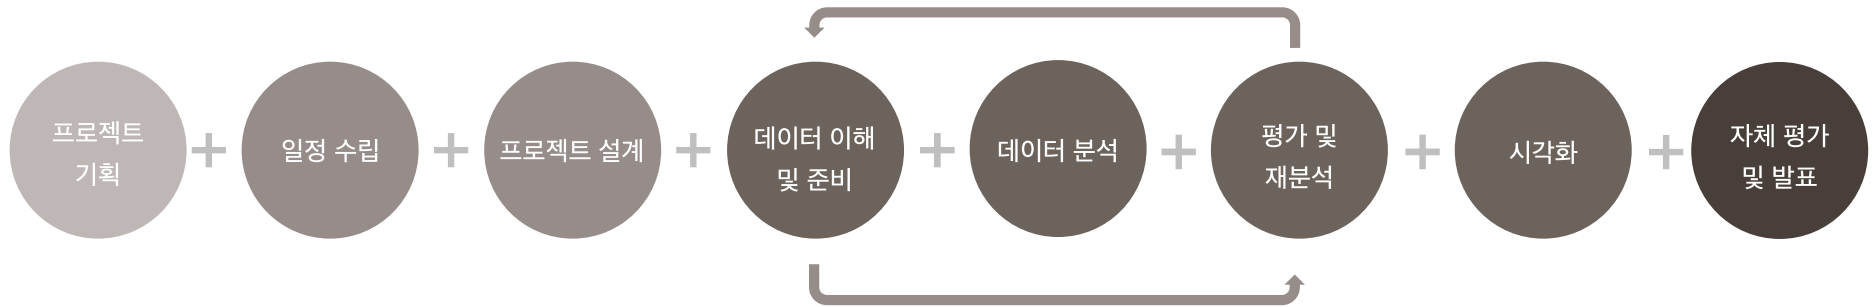 프로젝트
기획
일정 수립
프로젝트 설계
데이터 이해
및 준비
데이터 분석
평가 및
재분석
시각화
자체 평가
및 발표